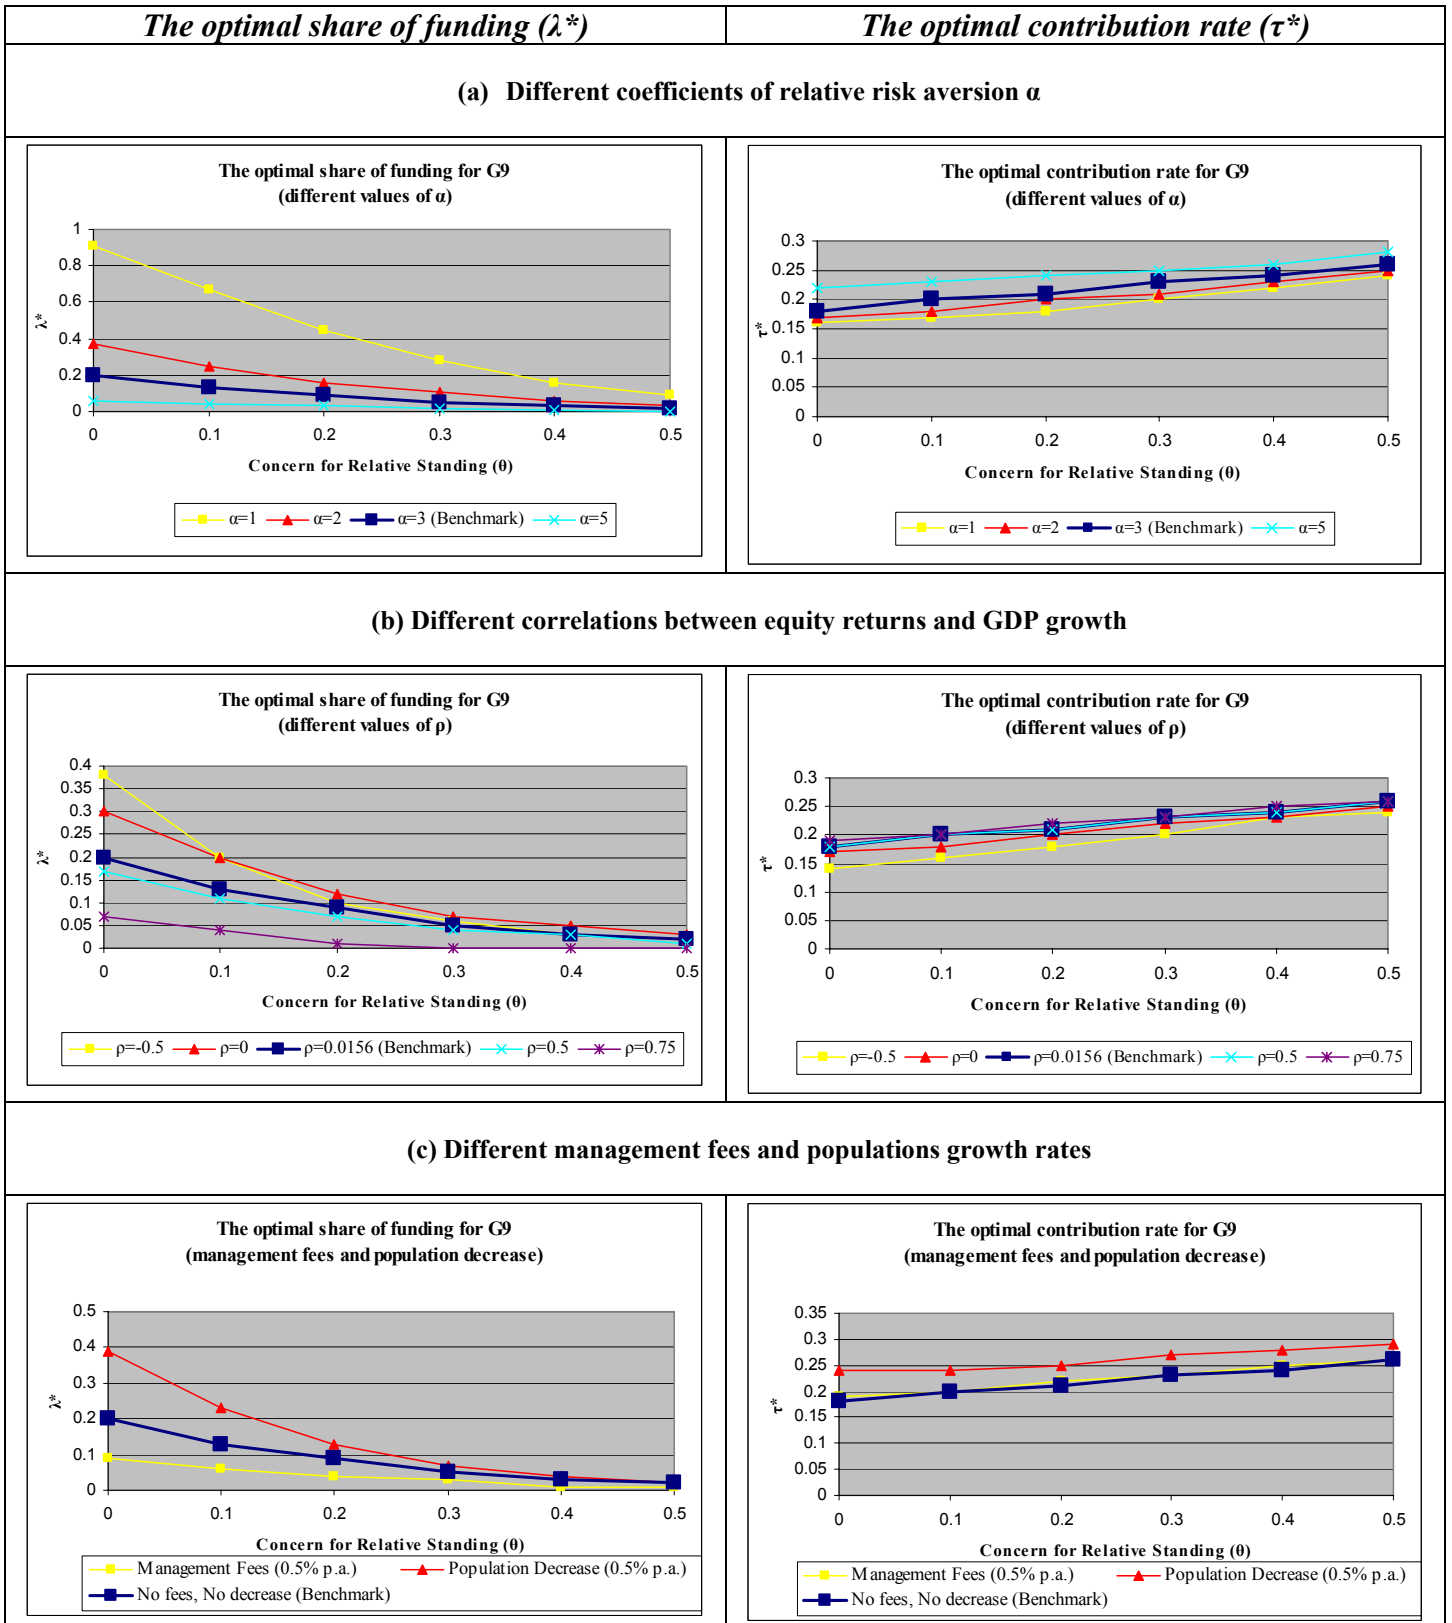 The optimal share of funding (λ*)
The optimal contribution rate (τ*)
(a) Different coefficients of relative risk aversion α
The optimal share of funding for G9
(different values of α)
1
0.8
0.6
0.4
0.2
0
λ*
0 0.1 0.2 0.3 0.4 0.5
Concern for Relative Standing (θ)
α=1 α=2 α=3 (Benchmark) α=5
The optimal contribution rate for G9
(different values of α)
0.3
0.25
0.2
0.15
0.1
0.05
0
τ*
0 0.1 0.2 0.3 0.4 0.5
Concern for Relative Standing (θ)
α=1 α=2 α=3 (Benchmark) α=5
(b) Different correlations between equity returns and GDP growth
The optimal share of funding for G9
(different values of ρ)
0.4
0.35
0.3
0.25
0.2
0.15
0.1
0.05
0
λ*
0 0.1 0.2 0.3 0.4 0.5
Concern for Relative Standing (θ)
ρ=-0.5 ρ=0 ρ=0.0156 (Benchmark) ρ=0.5 ρ=0.75
The optimal contribution rate for G9
(different values of ρ)
0.3
0.25
0.2
0.15
0.1
0.05
0
τ*
0 0.1 0.2 0.3 0.4 0.5
Concern for Relative Standing (θ)
ρ=-0.5 ρ=0 ρ=0.0156 (Benchmark) ρ=0.5 ρ=0.75
(c) Different management fees and populations growth rates
The optimal share of funding for G9
(management fees and population decrease)
0.5
0.4
0.3
0.2
0.1
0
λ*
0 0.1 0.2 0.3 0.4 0.5
Concern for Relative Standing (θ)
Management Fees (0.5% p.a.) Population Decrease (0.5% p.a.)
No fees, No decrease (Benchmark)
The optimal contribution rate for G9
(management fees and population decrease)
0.35
0.3
0.25
0.2
0.15
0.1
0.05
0
τ*
0 0.1 0.2 0.3 0.4 0.5
Concern for Relative Standing (θ)
Management Fees (0.5% p.a.) Population Decrease (0.5% p.a.)
No fees, No decrease (Benchmark)